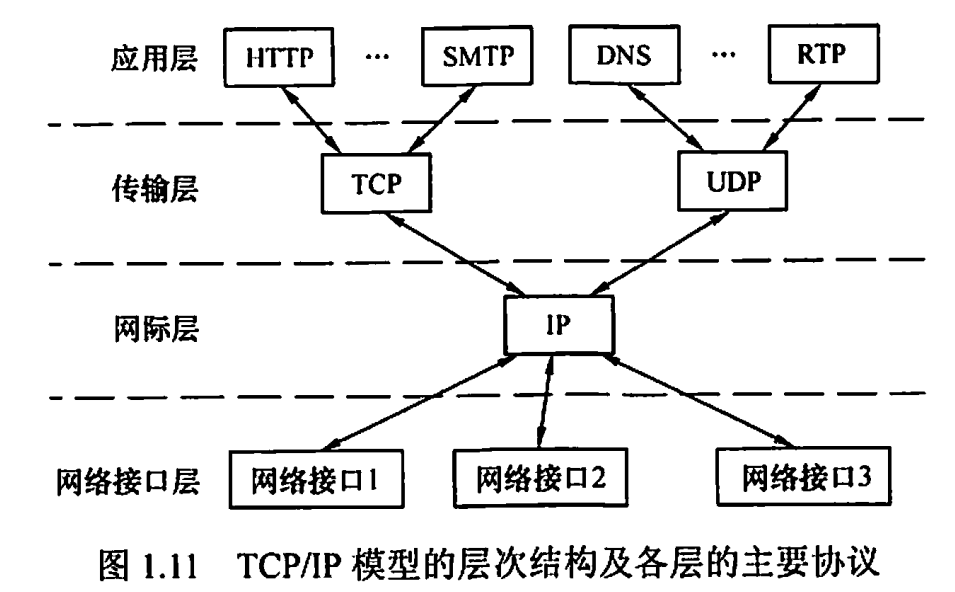 应用层 HTTP … SMTP DNS … RTP
传输层 TCP UDP
网际层 IP
网络接口层 网络接口1 网络接口2 网络接口3
图 1.11 TCP/IP 模型的层次结构及各层的主要协议